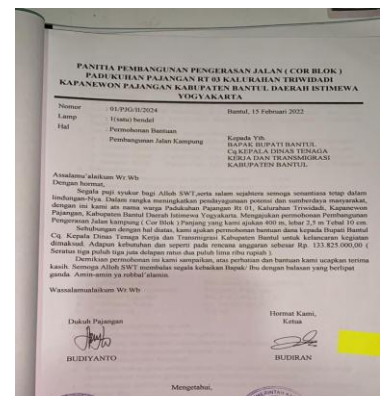 PANITIA PEMBANGUNAN PENGERASAN JALAN ( COR BLOK )
PADUKUHAN PAJANGAN RT 03 KALURAHAN TRIWIDADI
KAPANEWON PAJANGAN KABUPATEN BANTUL DAERAH ISTIMEWA
YOGYAKARTA
Nomor : 01/PJG/II/2024 Bantul, 15 Februari 2022
Lamp : 1(satu) bendel
Hal : Permohonan Bantuan Kepada Yth
Pembangunan Jalan Kampung BAPAK BUPATI BANTUL
Cq.KEPALA DINAS TENAGA
KERJA DAN TRANSMIGRASI
KABUPATEN BANTUL
Assalamu'alaikum Wr.Wb
Dengan hormat,
Segala puji syukur bagi Alloh SWT,serta salam sejahtera semoga senantiasa tetap dalam
lindungan-Nya. Dalam rangka meningkatkan pendayagunaan potensi dan sumberdaya masyarakat,
dengan ini kami ats nama warga Padukuhan Pajangan Rt 01, Kalurahan Triwidadi, Kapanewon
Pajangan, Kabupaten Bantul Daerah Istimewa Yogyakarta. Mengajukan permohonan Pembangunan
Pengerasan Jalan kampung ( Cor Blok ) Panjang yang kami ajukan 400 m, lebar 2,5 m Tebal 10 cm.
Sehubungan dengan hal diatas, kami ajukan permohonan bantuan dana kepada Bupati Bantul
Cq. Kepala Dinas Tenaga Kerja dan Transmigrasi Kabupaten Bantul untuk kelancaran kegiatan
dimaksud. Adapun kebutuhan dan seperti pada rencana anggaran sebesar Rp. 133.825.000,00 (
Seratus tiga puluh tiga juta delapan ratus dua puluh lima ribu rupiah ).
Demikian permohonan ini kami sampaikan, atas perhatian dan bantuan kami ucapkan terima
kasih. Semoga Alloh SWT membalas segala kebaikan Bapak/ Ibu dengan balasan yang berlipat
ganda. Amin-amin ya robbal'alamin.
Wassalamualaikum Wr.Wb
Hormat Kami,
Dukuh Pajangan Ketua
BUDIYANTO BUDIRAN
Mengetahui,